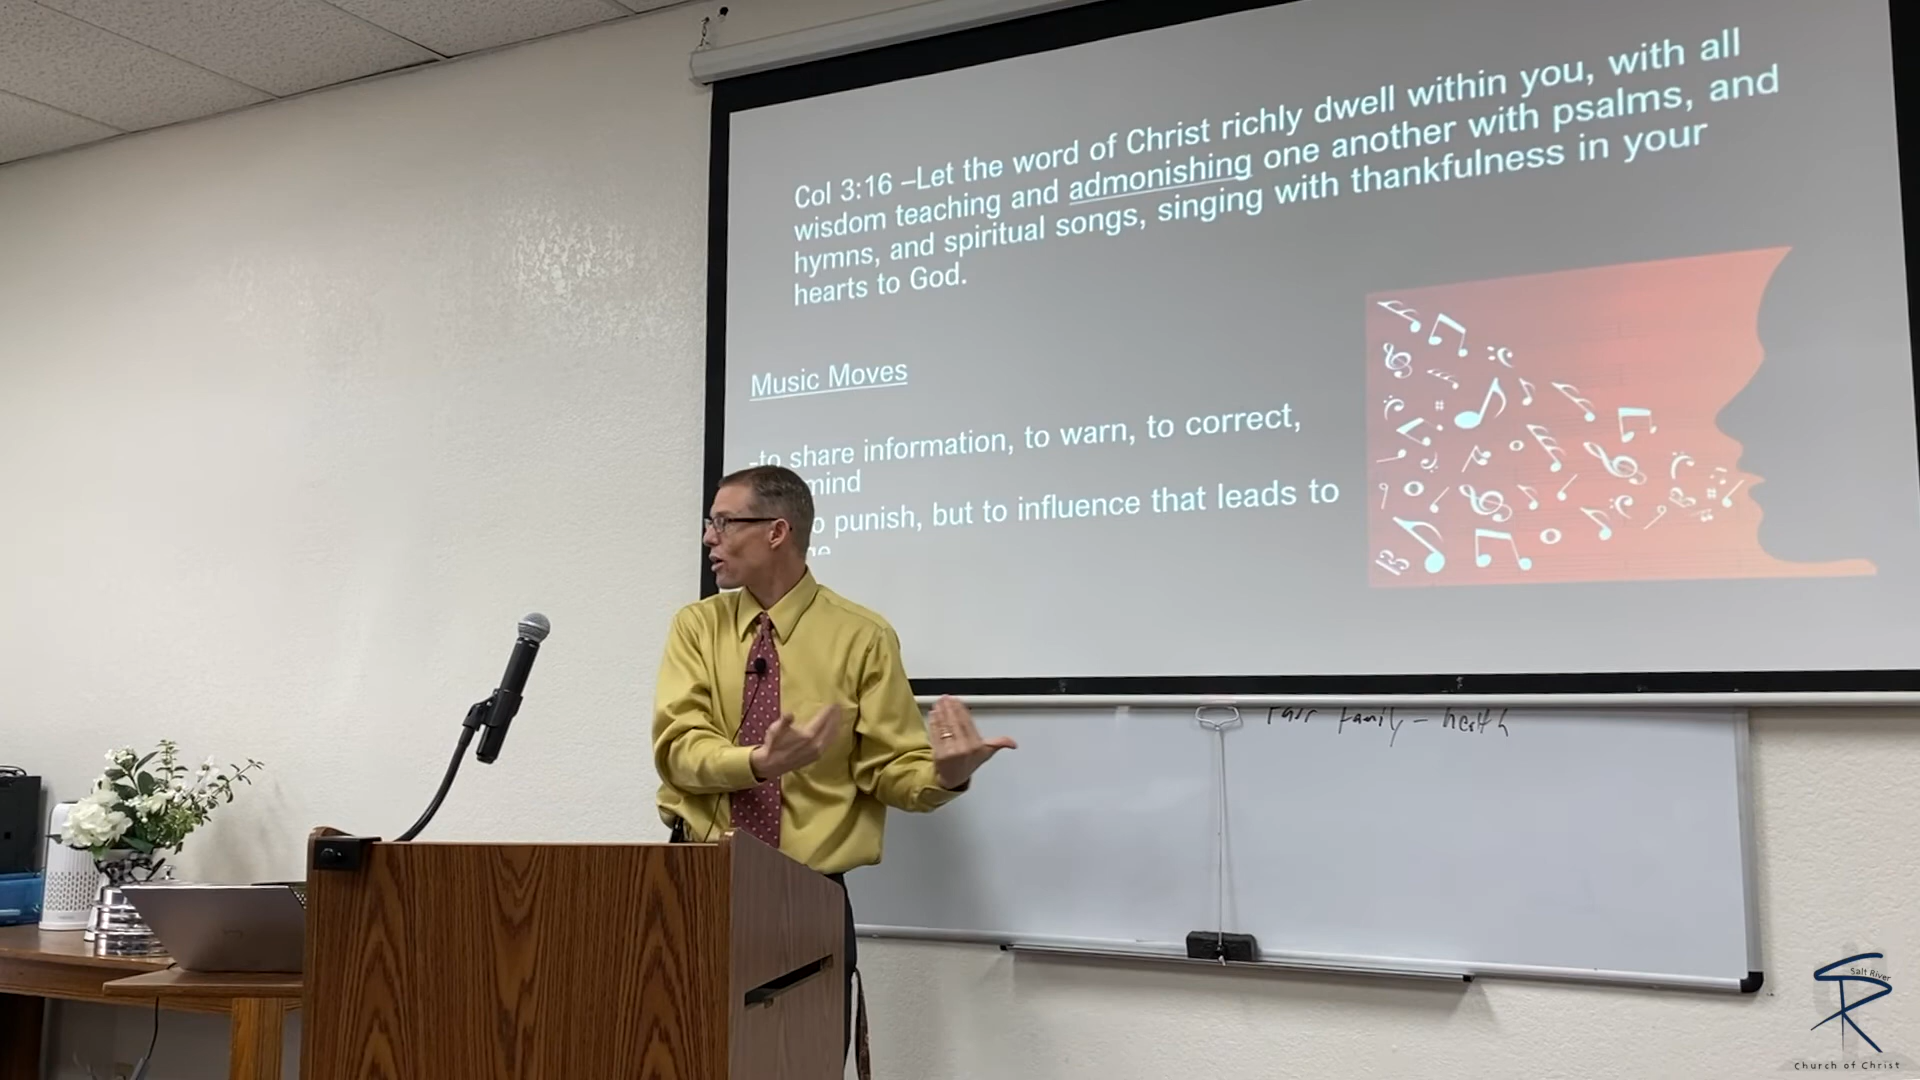 Col 3:16 –Let the word of Christ richly dwell within you, with all
wisdom teaching and admonishing one another with psalms, and
hymns, and spiritual songs, singing with thankfulness in your
hearts to God.
Music Moves
-to share information, to warn, to correct,
mind
o punish, but to influence that leads to
family – health
Salt River
Church of Christ